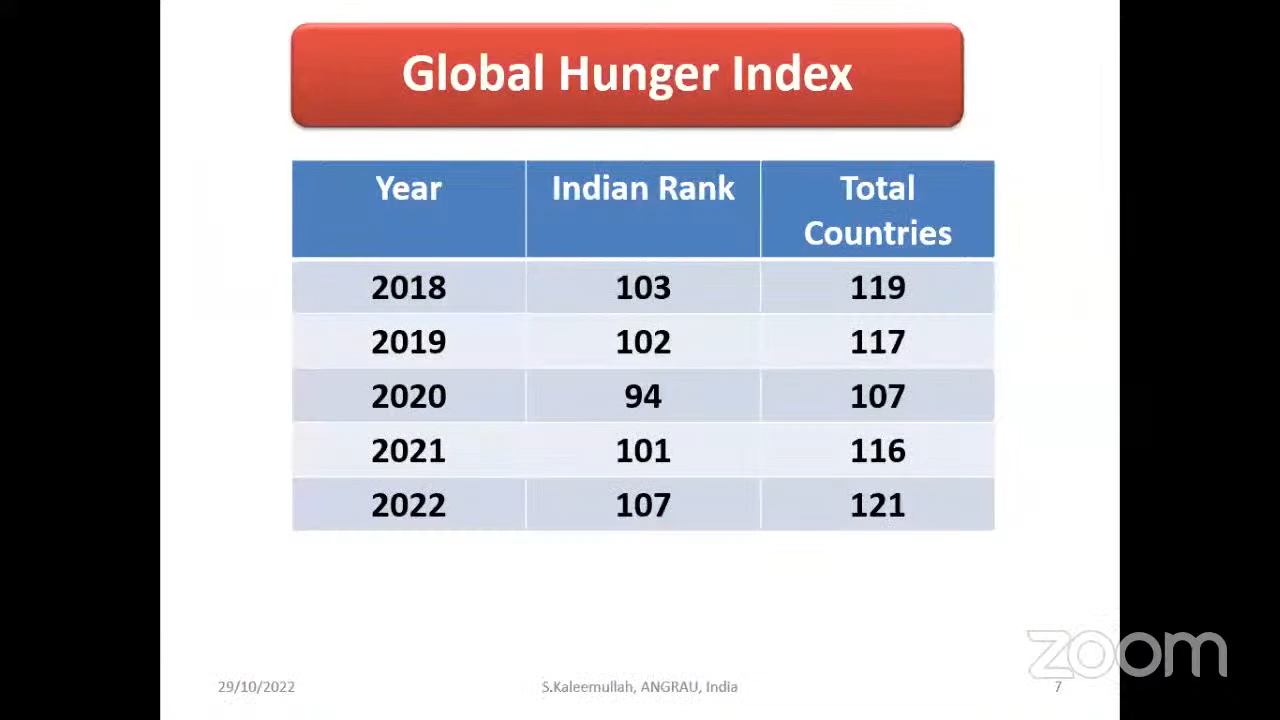 Global Hunger Index
Year Indian Rank Total Countries
2018 103 119
2019 102 117
2020 94 107
2021 101 116
2022 107 121
zoom
29/10/2022 S.Kaleemullah, ANGRAU, India 7